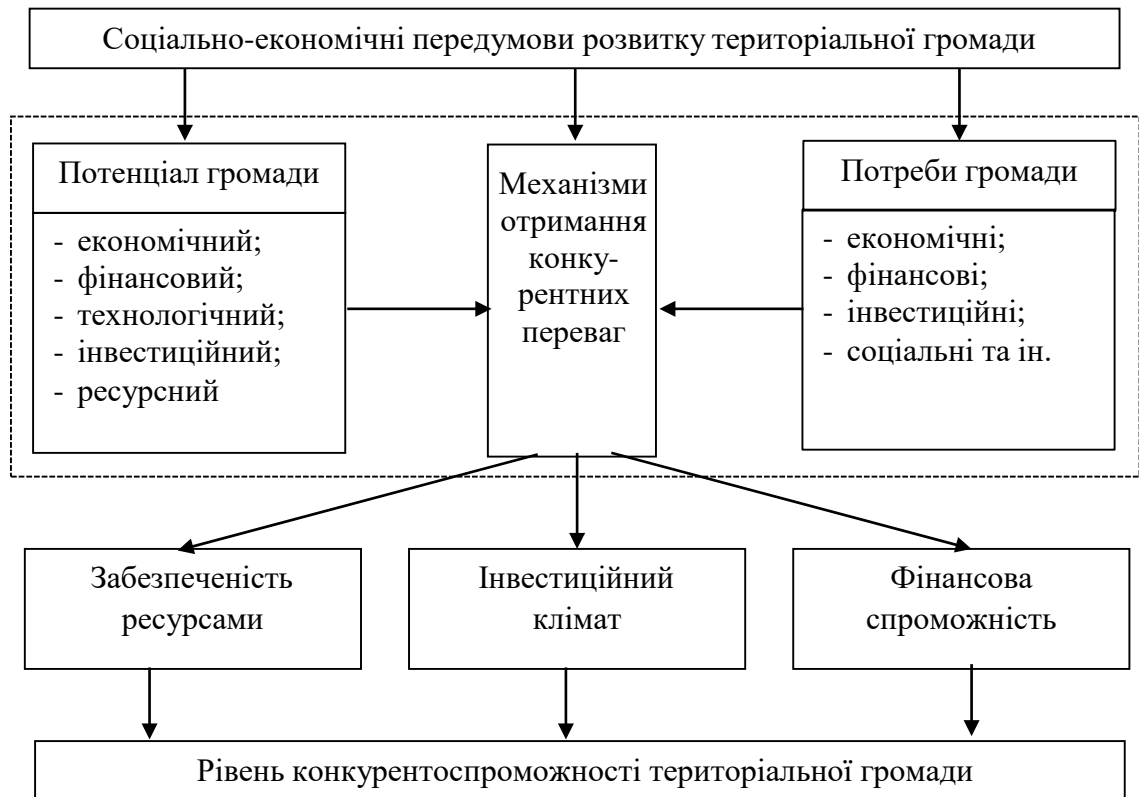 Соціально-економічні передумови розвитку територіальної громади
Потенціал громади
- економічний;
- фінансовий;
- технологічний;
- інвестиційний;
- ресурсний
Механізми
отримання
конку-
рентних
переваг
Потреби громади
- економічні;
- фінансові;
- інвестиційні;
- соціальні та ін.
Забезпеченість
ресурсами
Інвестиційний
клімат
Фінансова
спроможність
Рівень конкурентоспроможності територіальної громади